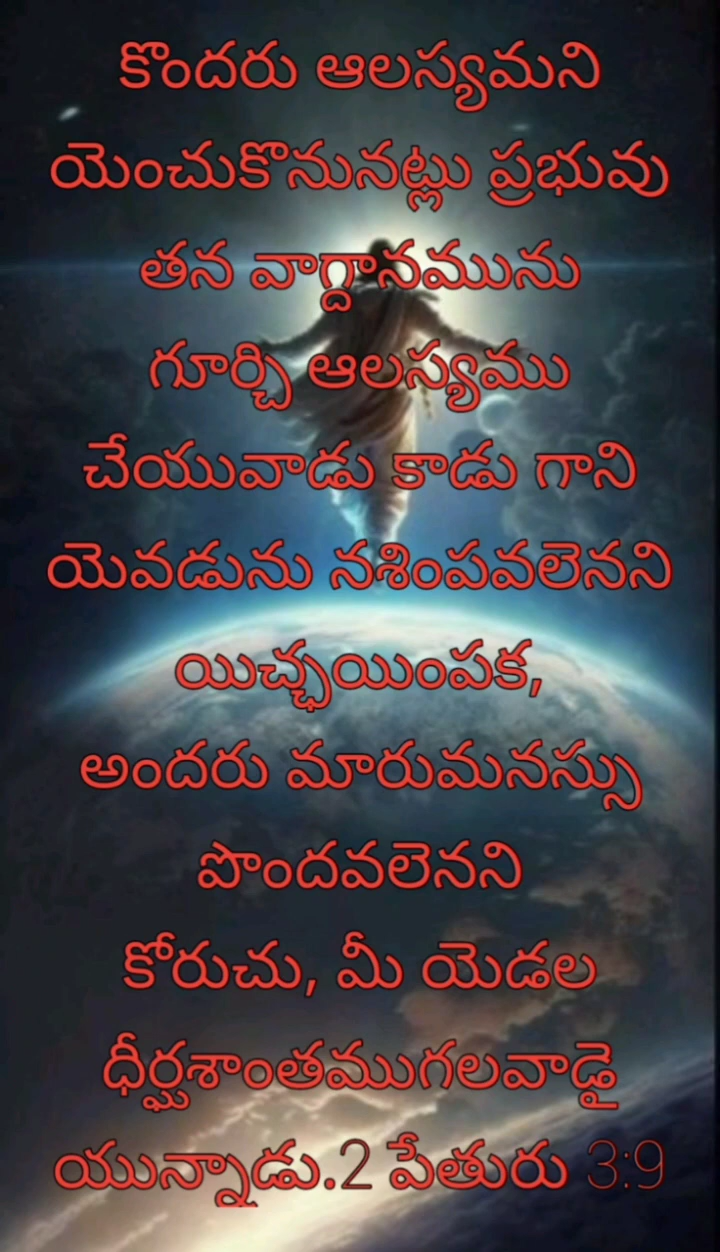 కొందరు ఆలస్యమని
యెంచుకొనునట్లు ప్రభువు
తన వాగ్దానమును
గూర్చి ఆలస్యము
చేయువాడు కాడు గాని
యెవడును నశింపవలెనని
యిచ్ఛయింపక,
అందరు మారుమనస్సు
పొందవలెనని
కోరుచు, మీ యెడల
ధీర్ఘశాంతముగలవాడై
యున్నాడు.2 పేతురు 3:9